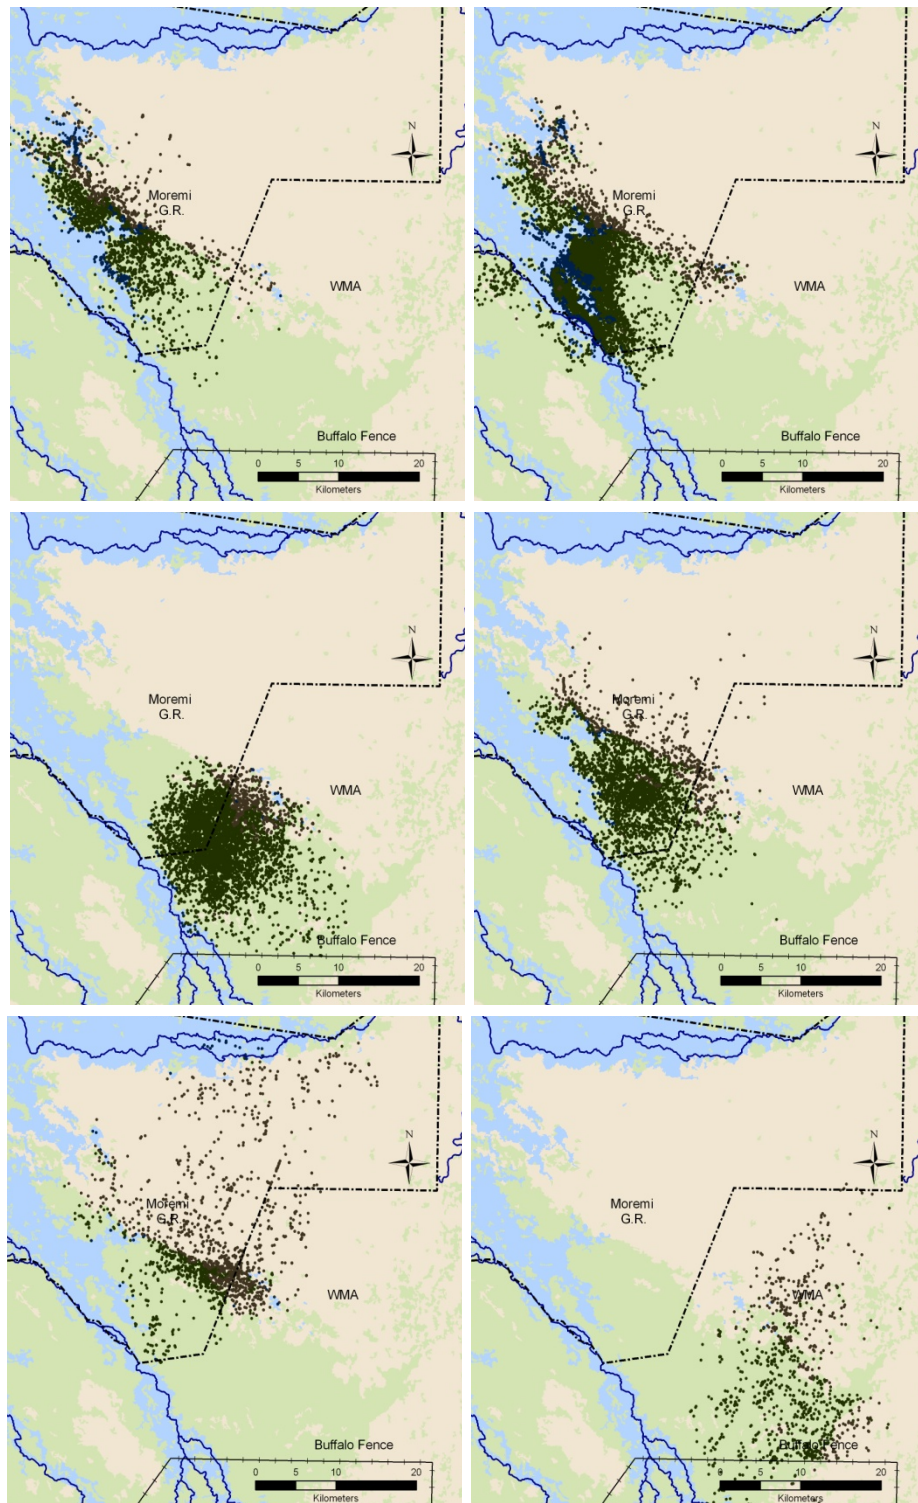 N
Moremi
G.R.
WMA
Buffalo Fence
0 5 10 20
Kilometers
N
Moremi
G.R.
WMA
Buffalo Fence
0 5 10 20
Kilometers
N
Moremi
G.R.
WMA
Buffalo Fence
0 5 10 20
Kilometers
N
Moremi
G.R.
WMA
Buffalo Fence
0 5 10 20
Kilometers
N
Moremi
G.R.
WMA
Buffalo Fence
0 5 10 20
Kilometers
N
Moremi
G.R.
WMA
Buffalo Fence
0 5 10 20
Kilometers